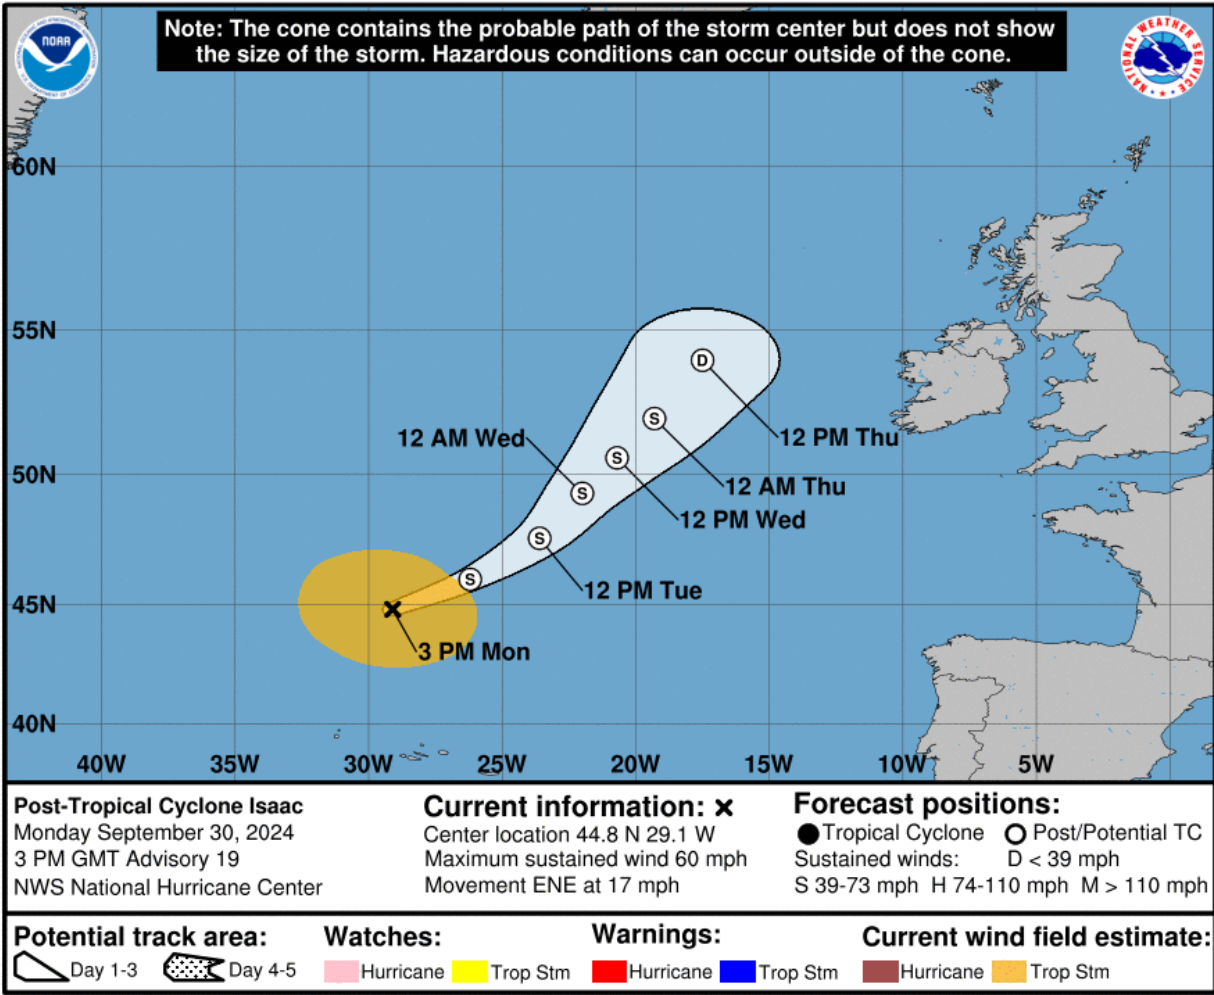 Note: The cone contains the probable path of the storm center but does not show
the size of the storm. Hazardous conditions can occur outside of the cone.
NOAA
NATIONAL WEATHER SERVICE
60N
55N
50N
45N
40N
40W 35W 30W 25W 20W 15W 10W 5W
D
S
S
S
S
S
12 PM Thu
12 AM Wed
12 AM Thu
12 PM Wed
12 PM Tue
3 PM Mon
Post-Tropical Cyclone Isaac
Monday September 30, 2024
3 PM GMT Advisory 19
NWS National Hurricane Center
Current information: ×
Center location 44.8 N 29.1 W
Maximum sustained wind 60 mph
Movement ENE at 17 mph
Forecast positions:
Tropical Cyclone Post/Potential TC
Sustained winds: D < 39 mph
S 39-73 mph H 74-110 mph M > 110 mph
Potential track area:
Day 1-3 Day 4-5
Watches:
Hurricane Trop Stm
Warnings:
Hurricane Trop Stm
Current wind field estimate:
Hurricane Trop Stm